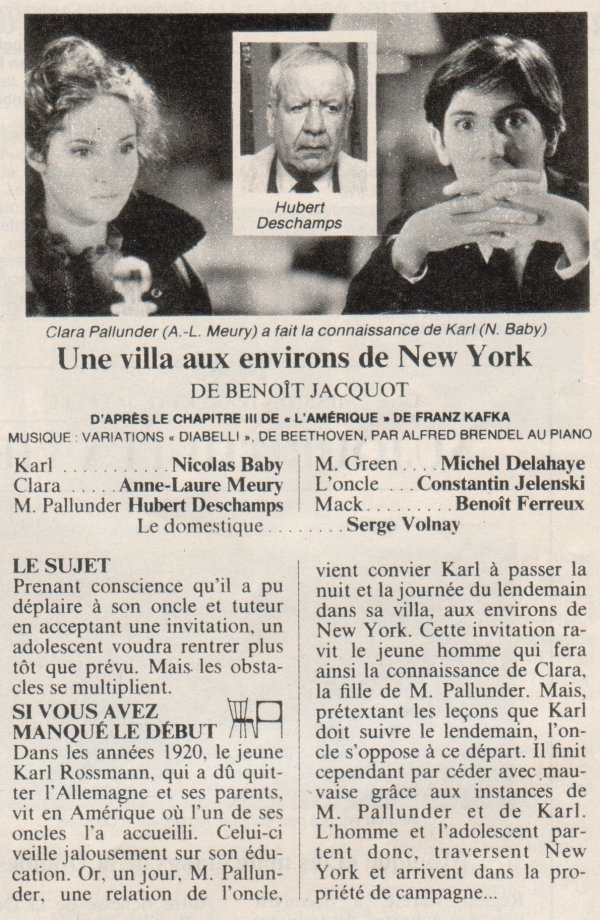 Hubert
Deschamps
Clara Pallunder (A.-L. Meury) a fait la connaissance de Karl (N. Baby)
Une villa aux environs de New York
DE BENOÎT JACQUOT
D'APRÈS LE CHAPITRE III DE « L'AMÉRIQUE » DE FRANZ KAFKA
MUSIQUE : VARIATIONS « DIABELLI », DE BEETHOVEN, PAR ALFRED BRENDEL AU PIANO
Karl .......... Nicolas Baby
Clara ..... Anne-Laure Meury
M. Pallunder Hubert Deschamps
M. Green .... Michel Delahaye
L'oncle ... Constantin Jelenski
Mack ......... Benoît Ferreux
Le domestique ........ Serge Volnay
LE SUJET
Prenant conscience qu'il a pu
déplaire à son oncle et tuteur
en acceptant une invitation, un
adolescent voudra rentrer plus
tôt que prévu. Mais les obsta-
cles se multiplient.
SI VOUS AVEZ
MANQUÉ LE DÉBUT
Dans les années 1920, le jeune
Karl Rossmann, qui a dû quit-
ter l'Allemagne et ses parents,
vit en Amérique où l'un de ses
oncles l'a accueilli. Celui-ci
veille jalousement sur son édu-
cation. Or, un jour, M. Pallun-
der, une relation de l'oncle,
vient convier Karl à passer la
nuit et la journée du lendemain
dans sa villa, aux environs de
New York. Cette invitation ra-
vit le jeune homme qui fera
ainsi la connaissance de Clara,
la fille de M. Pallunder. Mais,
prétextant les leçons que Karl
doit suivre le lendemain, l'on-
cle s'oppose à ce départ. Il finit
cependant par céder avec mau-
vaise grâce aux instances de
M. Pallunder et de Karl.
L'homme et l'adolescent par-
tent donc, traversent New
York et arrivent dans la pro-
priété de campagne...